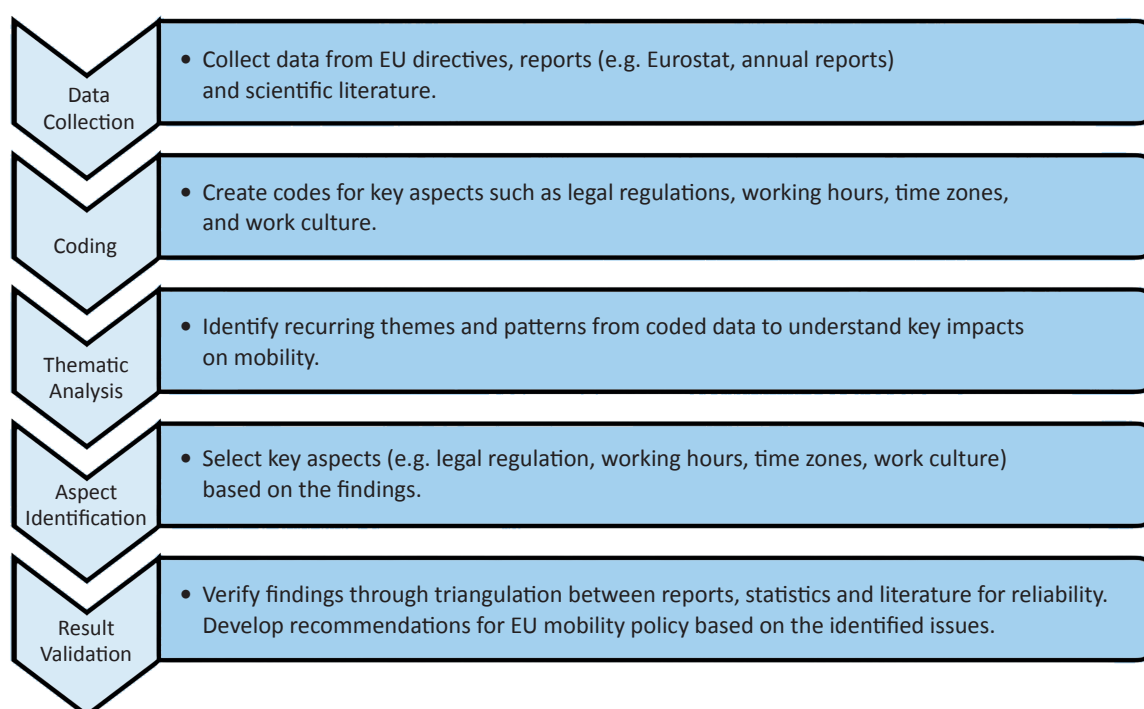 Data
Collection
• Collect data from EU directives, reports (e.g. Eurostat, annual reports)
and scientific literature.
Coding
• Create codes for key aspects such as legal regulations, working hours, time zones,
and work culture.
Thematic
Analysis
• Identify recurring themes and patterns from coded data to understand key impacts
on mobility.
Aspect
Identification
• Select key aspects (e.g. legal regulation, working hours, time zones, work culture)
based on the findings.
Result
Validation
• Verify findings through triangulation between reports, statistics and literature for reliability.
Develop recommendations for EU mobility policy based on the identified issues.